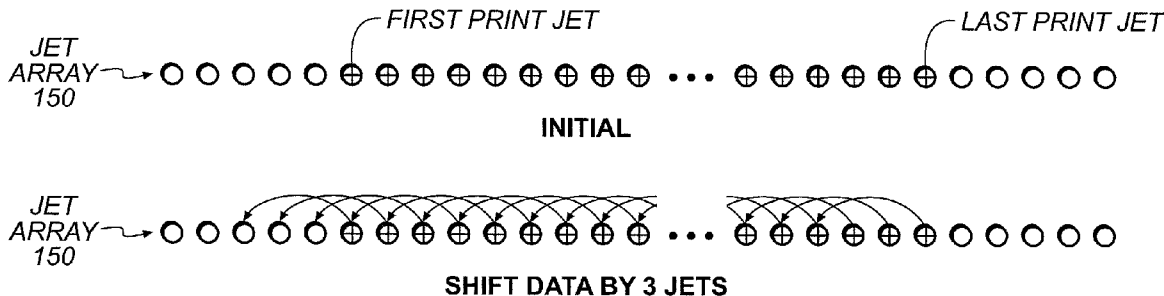 FIRST PRINT JET
LAST PRINT JET
JET
ARRAY
150
INITIAL
JET
ARRAY
150
SHIFT DATA BY 3 JETS